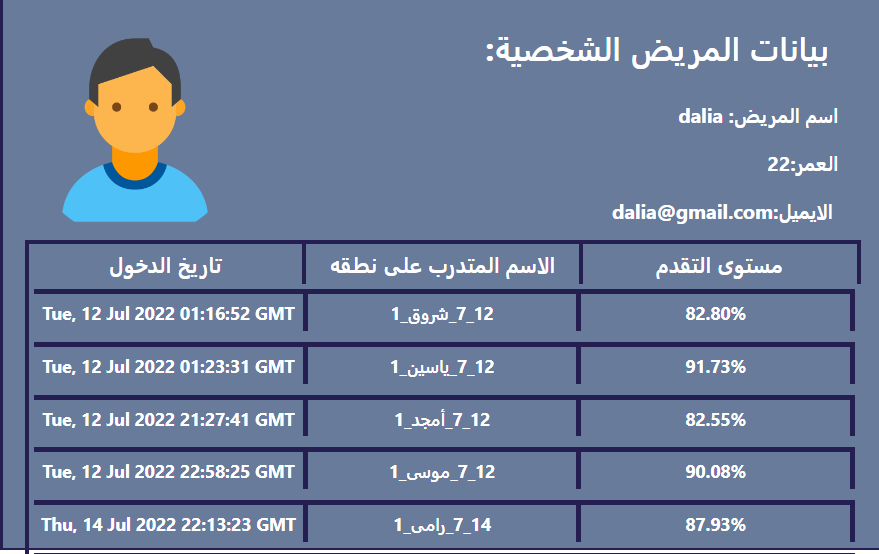 بيانات المريض الشخصية:
اسم المريض: dalia
العمر:22
الايميل:dalia@gmail.com
مستوى التقدم الاسم المتدرب على نطقه تاريخ الدخول
82.80% 12_7_شروق_1 Tue, 12 Jul 2022 01:16:52 GMT
91.73% 12_7_ياسين_1 Tue, 12 Jul 2022 01:23:31 GMT
82.55% 12_7_أمجد_1 Tue, 12 Jul 2022 21:27:41 GMT
90.08% 12_7_موسى_1 Tue, 12 Jul 2022 22:58:25 GMT
87.93% 14_7_رامى_1 Thu, 14 Jul 2022 22:13:23 GMT